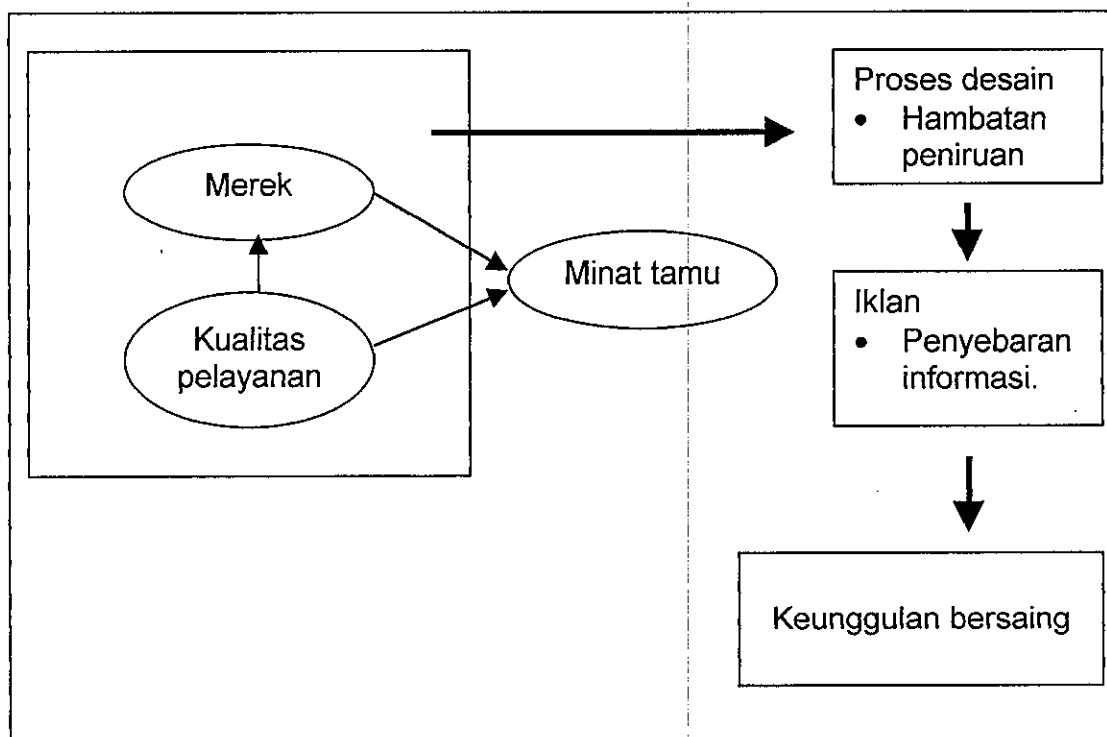 Merek
Kualitas
pelayanan
Minat tamu
Proses desain
• Hambatan
peniruan
Iklan
• Penyebaran
informasi.
Keunggulan bersaing